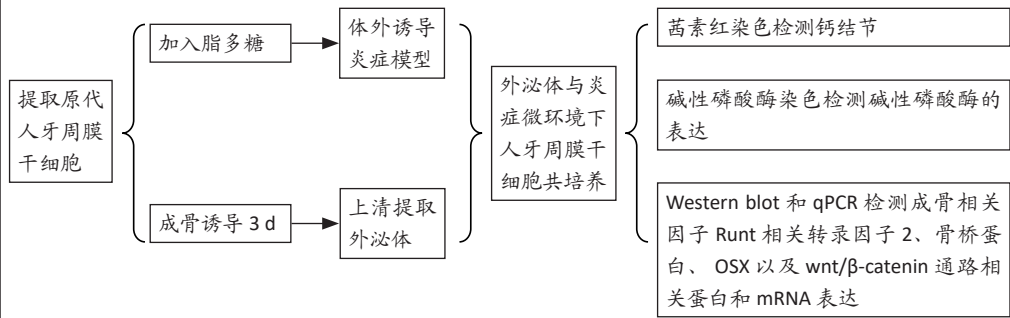 提取原代
人牙周膜
干细胞
加入脂多糖
体外诱导
炎症模型
成骨诱导 3 d
上清提取
外泌体
外泌体与炎
症微环境下
人牙周膜干
细胞共培养
茜素红染色检测钙结节
碱性磷酸酶染色检测碱性磷酸酶的
表达
Western blot 和 qPCR 检测成骨相关
因子 Runt 相关转录因子 2、骨桥蛋
白、 OSX 以及 wnt/β-catenin 通路相
关蛋白和 mRNA 表达